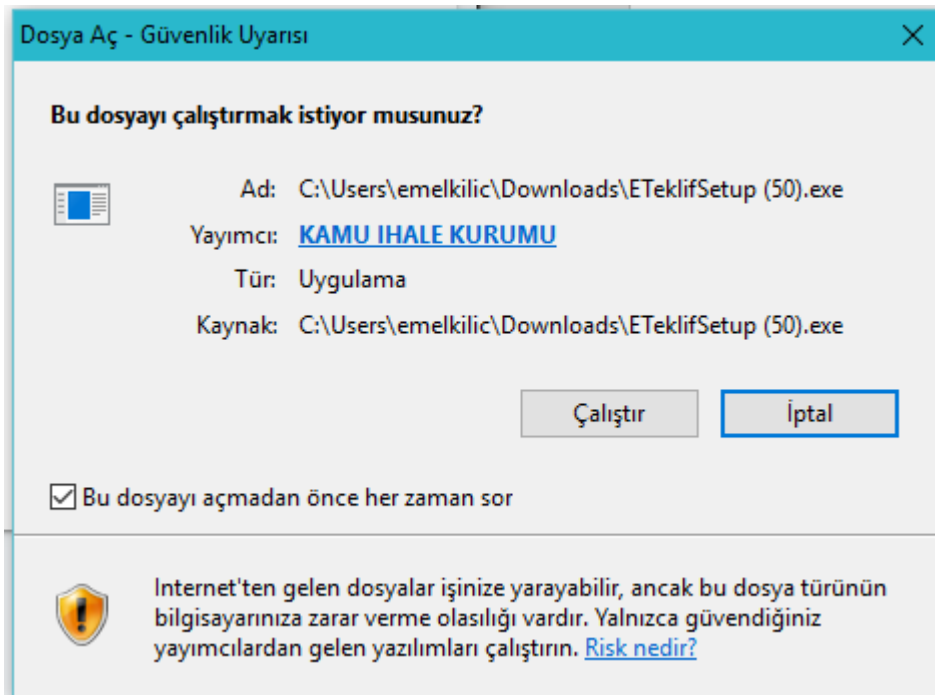 Dosya Aç - Güvenlik Uyarısı
Bu dosyayı çalıştırmak istiyor musunuz?
Ad: C:\Users\emelkilic\Downloads\ETeklifSetup (50).exe
Yayımcı: KAMU IHALE KURUMU
Tür: Uygulama
Kaynak: C:\Users\emelkilic\Downloads\ETeklifSetup (50).exe
Çalıştır İptal
Bu dosyayı açmadan önce her zaman sor
Internet'ten gelen dosyalar işinize yarayabilir, ancak bu dosya türünün
bilgisayarınıza zarar verme olasılığı vardır. Yalnızca güvendiğiniz
yayımcılardan gelen yazılımları çalıştırın. Risk nedir?